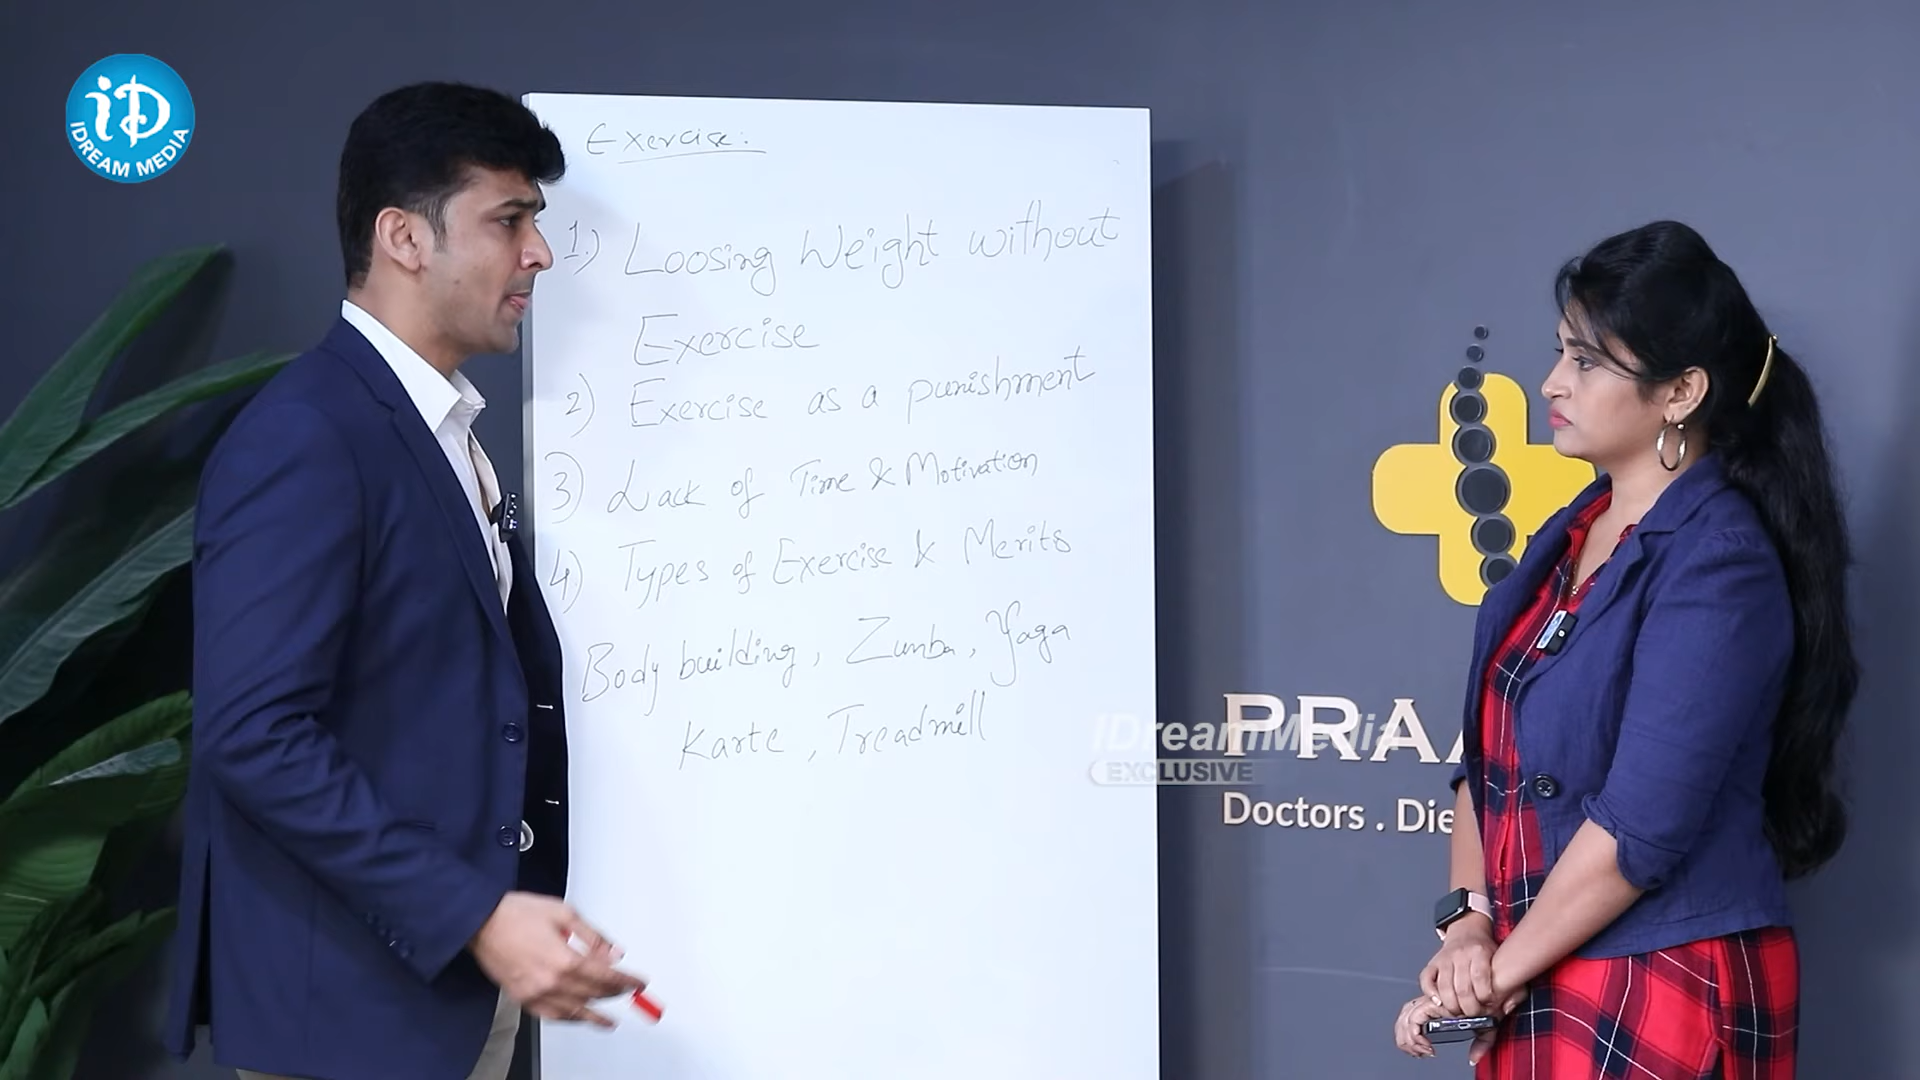 iD
IDREAM MEDIA
Exercise:
1.) Loosing Weight without
Exercise
2) Exercise as a punishment
3) Lack of Time & Motivation
4.) Types of Exercise & Merits
Body building, Zumba, Yoga
Karte, Treadmill
iDreamMedia
EXCLUSIVE
PRAA
Doctors . Die